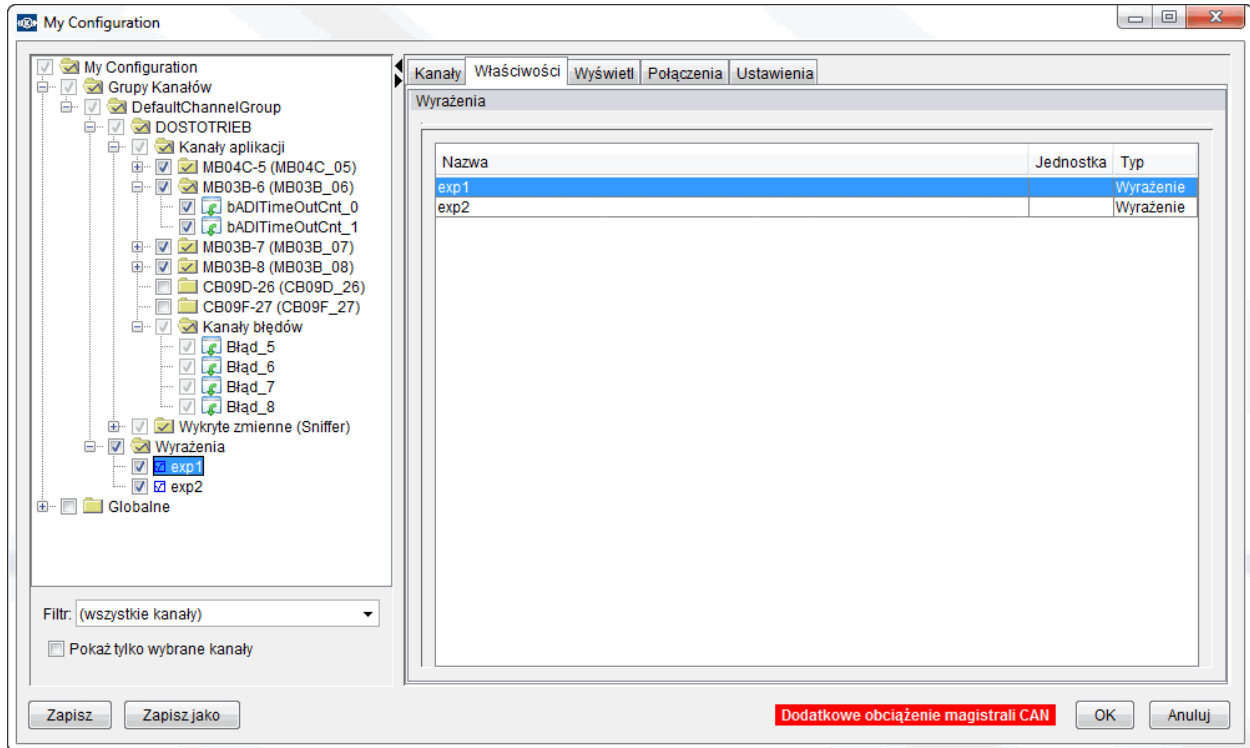 My Configuration
My Configuration
Grupy Kanałów
DefaultChannelGroup
DOSTOTRIEB
Kanały aplikacji
MB04C-5 (MB04C_05)
MB03B-6 (MB03B_06)
bADITimeOutCnt_0
bADITimeOutCnt_1
MB03B-7 (MB03B_07)
MB03B-8 (MB03B_08)
CB09D-26 (CB09D_26)
CB09F-27 (CB09F_27)
Kanały błędów
Błąd_5
Błąd_6
Błąd_7
Błąd_8
Wykryte zmienne (Sniffer)
Wyrażenia
exp1
exp2
Globalne
Filtr: (wszystkie kanały)
Pokaż tylko wybrane kanały
Kanały Właściwości Wyświetl Połączenia Ustawienia
Wyrażenia
Nazwa Jednostka Typ
exp1 Wyrażenie
exp2 Wyrażenie
Zapisz Zapisz jako Dodatkowe obciążenie magistrali CAN OK Anuluj